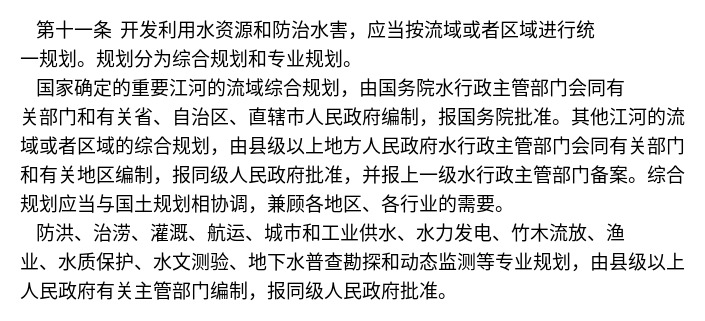 第十一条 开发利用水资源和防治水害，应当按流域或者区域进行统
一规划。规划分为综合规划和专业规划。
国家确定的重要江河的流域综合规划，由国务院水行政主管部门会同有
关部门和有关省、自治区、直辖市人民政府编制，报国务院批准。其他江河的流
域或者区域的综合规划，由县级以上地方人民政府水行政主管部门会同有关部门
和有关地区编制，报同级人民政府批准，并报上一级水行政主管部门备案。综合
规划应当与国土规划相协调，兼顾各地区、各行业的需要。
防洪、治涝、灌溉、航运、城市和工业供水、水力发电、竹木流放、渔
业、水质保护、水文测验、地下水普查勘探和动态监测等专业规划，由县级以上
人民政府有关主管部门编制，报同级人民政府批准。